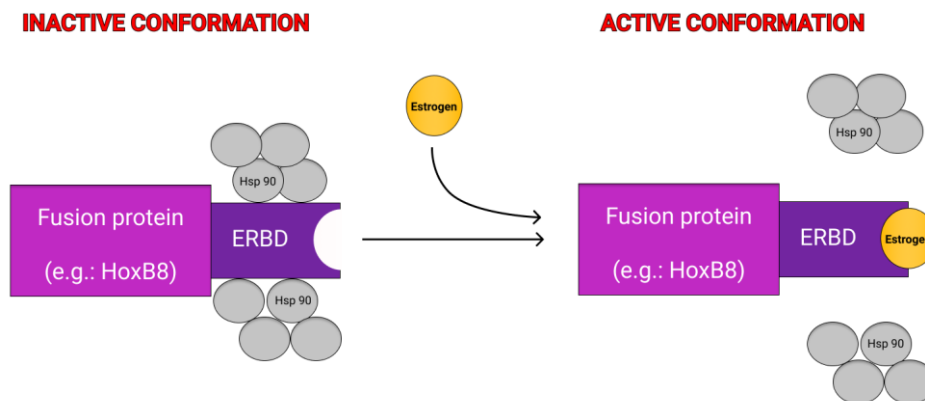 INACTIVE CONFORMATION
ACTIVE CONFORMATION
Estrogen
Hsp 90
Hsp 90
Fusion protein
(e.g.: HoxB8)
ERBD
Fusion protein
(e.g.: HoxB8)
ERBD
Estroge
Hsp 90
Hsp 90